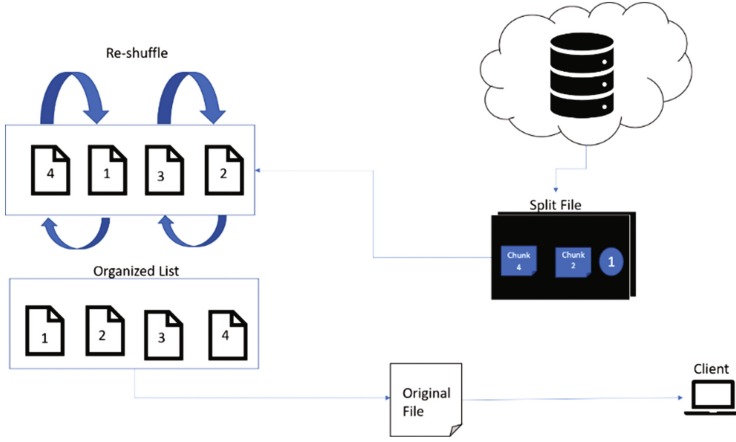 Re-shuffle
4 1 3 2
Split File
Chunk
4
Chunk
2
1
Organized List
1 2 3 4
Original
File
Client